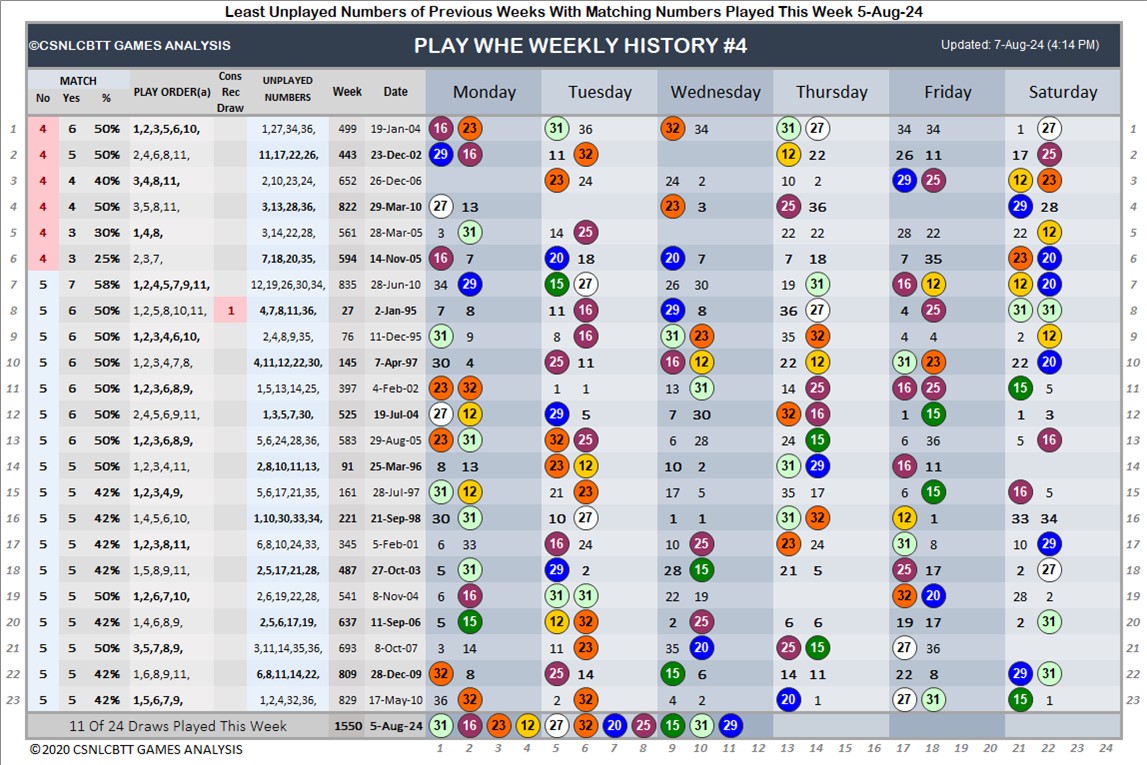 Least Unplayed Numbers of Previous Weeks With Matching Numbers Played This Week 5-Aug-24
©CSNLCBTT GAMES ANALYSIS PLAY WHE WEEKLY HISTORY #4 Updated: 7-Aug-24 (4:14 PM)
MATCH PLAY ORDER(a) Cons Rec Draw UNPLAYED NUMBERS Week Date Monday Tuesday Wednesday Thursday Friday Saturday
No Yes %
1 4 6 50% 1,2,3,5,6,10, 1,27,34,36, 499 19-Jan-04 16 23 31 36 32 34 31 27 34 34 1 27 1
2 4 5 50% 2,4,6,8,11, 11,17,22,26, 443 23-Dec-02 29 16 11 32 12 22 26 11 17 25 2
3 4 4 40% 3,4,8,11, 2,10,23,24, 652 26-Dec-06 23 24 24 2 10 2 29 25 12 23 3
4 4 4 50% 3,5,8,11, 3,13,28,36, 822 29-Mar-10 27 13 23 3 25 36 29 28 4
5 4 3 30% 1,4,8, 3,14,22,28, 561 28-Mar-05 3 31 14 25 22 22 28 22 22 12 5
6 4 3 25% 2,3,7, 7,18,20,35, 594 14-Nov-05 16 7 20 18 20 7 7 18 7 35 23 20 6
7 5 7 58% 1,2,4,5,7,9,11, 12,19,26,30,34, 835 28-Jun-10 34 29 15 27 26 30 19 31 16 12 12 20 7
8 5 6 50% 1,2,5,8,10,11, 1 4,7,8,11,36, 27 2-Jan-95 7 8 11 16 29 8 36 27 4 25 31 31 8
9 5 6 50% 1,2,3,4,6,10, 2,4,8,9,35, 76 11-Dec-95 31 9 8 16 31 23 35 32 4 4 2 12 9
10 5 6 50% 1,2,3,4,7,8, 4,11,12,22,30, 145 7-Apr-97 30 4 25 11 16 12 22 12 31 23 22 20 10
11 5 6 50% 1,2,3,6,8,9, 1,5,13,14,25, 397 4-Feb-02 23 32 1 1 13 31 14 25 16 25 15 5 11
12 5 6 50% 2,4,5,6,9,11, 1,3,5,7,30, 525 19-Jul-04 27 12 29 5 7 30 32 16 1 15 1 3 12
13 5 6 50% 1,2,3,6,8,9, 5,6,24,28,36, 583 29-Aug-05 23 31 32 25 6 28 24 15 6 36 5 16 13
14 5 5 50% 1,2,3,4,11, 2,8,10,11,13, 91 25-Mar-96 8 13 23 12 10 2 31 29 16 11 14
15 5 5 42% 1,2,3,4,9, 5,6,17,21,35, 161 28-Jul-97 31 12 21 23 17 5 35 17 6 15 16 5 15
16 5 5 42% 1,4,5,6,10, 1,10,30,33,34, 221 21-Sep-98 30 31 10 27 1 1 31 32 12 1 33 34 16
17 5 5 42% 1,2,3,8,11, 6,8,10,24,33, 345 5-Feb-01 6 33 16 24 10 25 23 24 31 8 10 29 17
18 5 5 42% 1,5,8,9,11, 2,5,17,21,28, 487 27-Oct-03 5 31 29 2 28 15 21 5 25 17 2 27 18
19 5 5 50% 1,2,6,7,10, 2,6,19,22,28, 541 8-Nov-04 6 16 31 31 22 19 32 20 28 2 19
20 5 5 42% 1,4,6,8,9, 2,5,6,17,19, 637 11-Sep-06 5 15 12 32 2 25 6 6 19 17 2 31 20
21 5 5 50% 3,5,7,8,9, 3,11,14,35,36, 693 8-Oct-07 3 14 11 23 35 20 25 15 27 36 21
22 5 5 42% 1,6,8,9,11, 6,8,11,14,22, 809 28-Dec-09 32 8 25 14 15 6 14 11 22 8 29 31 22
23 5 5 42% 1,5,6,7,9, 1,2,4,32,36, 829 17-May-10 36 32 2 32 4 2 20 1 27 31 15 1 23
11 Of 24 Draws Played This Week 1550 5-Aug-24 31 16 23 12 27 32 20 25 15 31 29
© 2020 CSNLCBTT GAMES ANALYSIS 1 2 3 4 5 6 7 8 9 10 11 12 13 14 15 16 17 18 19 20 21 22 23 24